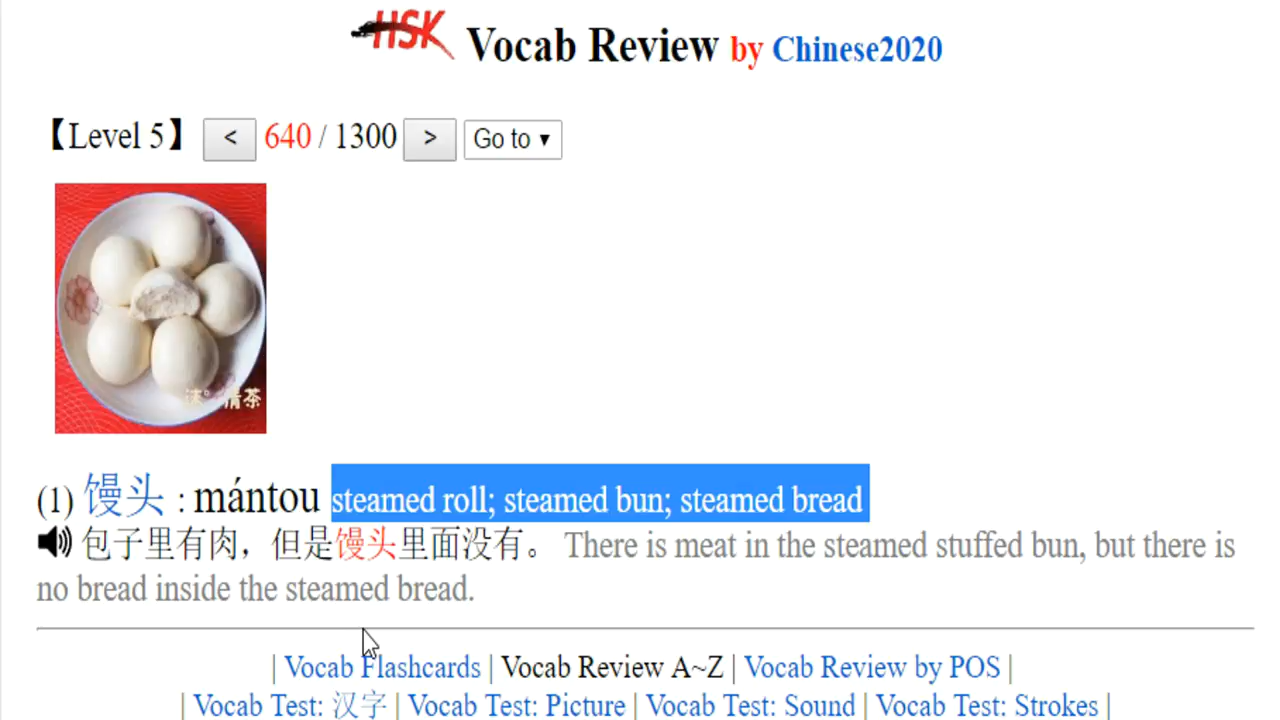 HSK Vocab Review by Chinese2020
【Level 5】 < 640 / 1300 > Go to ▾
清茶
(1) 馒头 : mántou steamed roll; steamed bun; steamed bread
包子里有肉，但是馒头里面没有。 There is meat in the steamed stuffed bun, but there is
no bread inside the steamed bread.
| Vocab Flashcards | Vocab Review A~Z | Vocab Review by POS |
| Vocab Test: 汉字 | Vocab Test: Picture | Vocab Test: Sound | Vocab Test: Strokes |